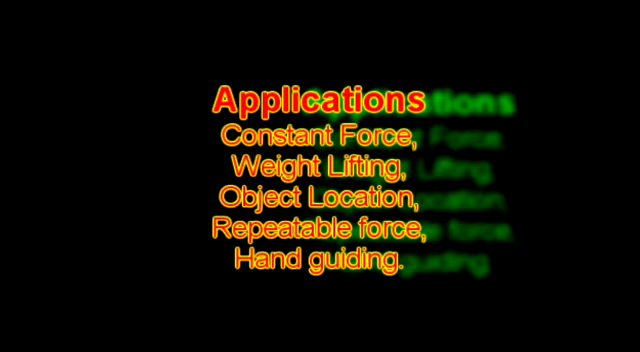 Applications
Constant Force,
Weight Lifting,
Object Location,
Repeatable force,
Hand guiding.